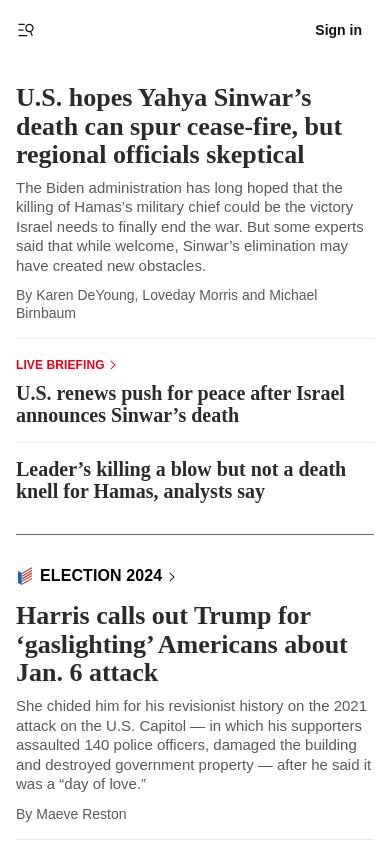 Sign in
U.S. hopes Yahya Sinwar’s
death can spur cease-fire, but
regional officials skeptical
The Biden administration has long hoped that the
killing of Hamas’s military chief could be the victory
Israel needs to finally end the war. But some experts
said that while welcome, Sinwar’s elimination may
have created new obstacles.
By Karen DeYoung, Loveday Morris and Michael
Birnbaum
LIVE BRIEFING
U.S. renews push for peace after Israel
announces Sinwar’s death
Leader’s killing a blow but not a death
knell for Hamas, analysts say
ELECTION 2024
Harris calls out Trump for
‘gaslighting’ Americans about
Jan. 6 attack
She chided him for his revisionist history on the 2021
attack on the U.S. Capitol — in which his supporters
assaulted 140 police officers, damaged the building
and destroyed government property — after he said it
was a “day of love.”
By Maeve Reston